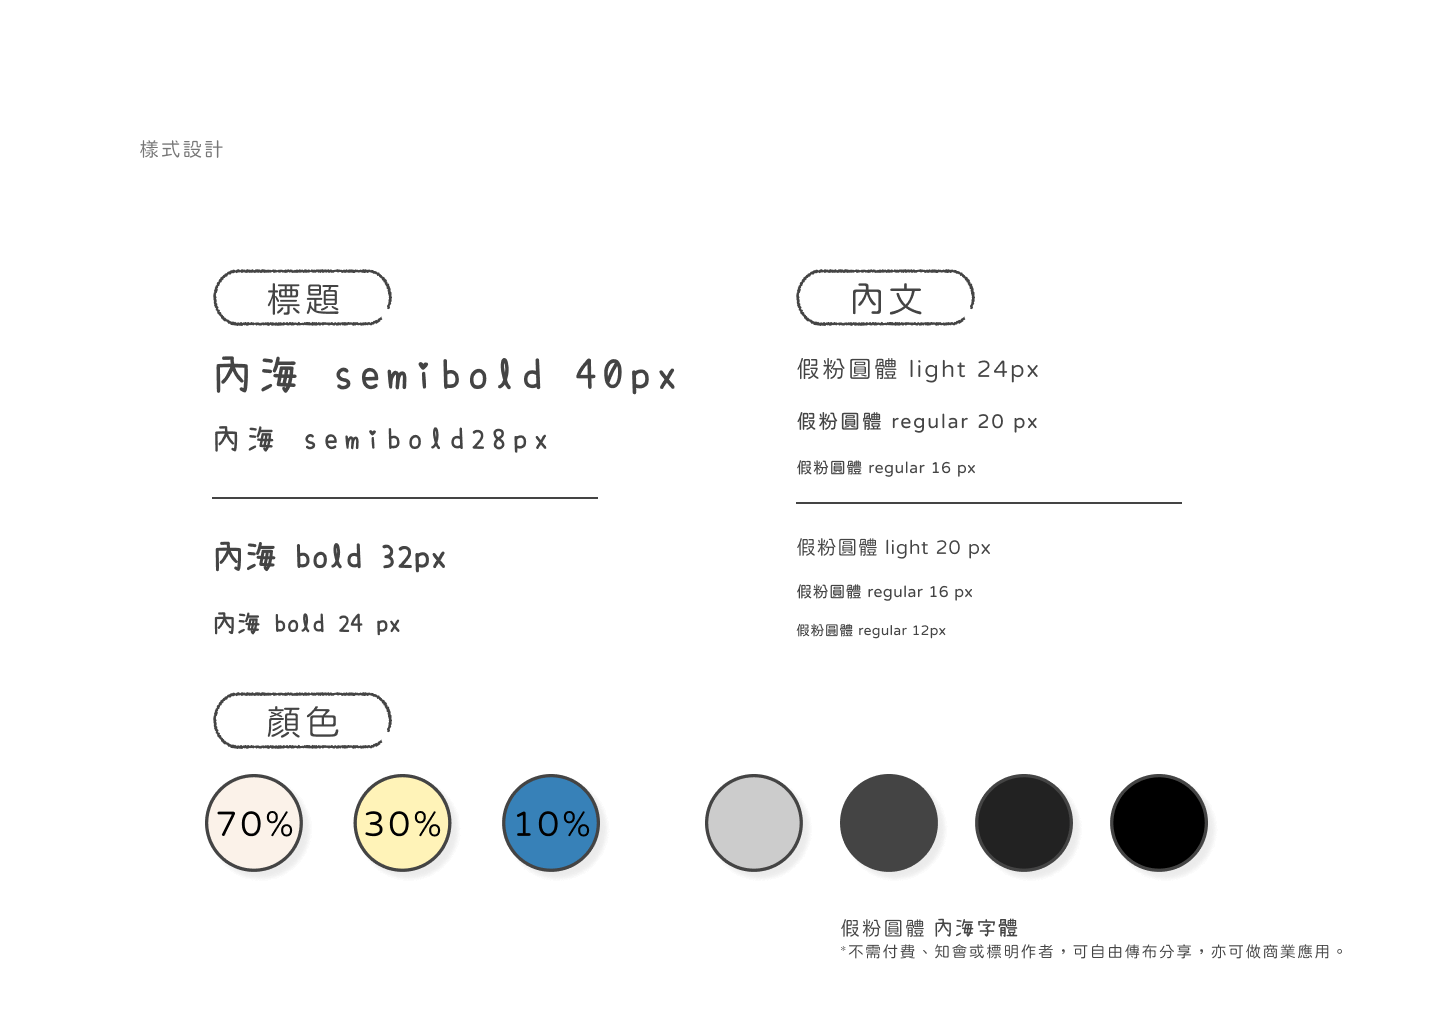 樣式設計
標題
內海 semibold 40px
內海 semibold28px
內海 bold 32px
內海 bold 24 px
內文
假粉圓體 light 24px
假粉圓體 regular 20 px
假粉圓體 regular 16 px
假粉圓體 light 20 px
假粉圓體 regular 16 px
假粉圓體 regular 12px
顏色
70%
30%
10%
假粉圓體 內海字體
*不需付費、知會或標明作者，可自由傳布分享，亦可做商業應用。